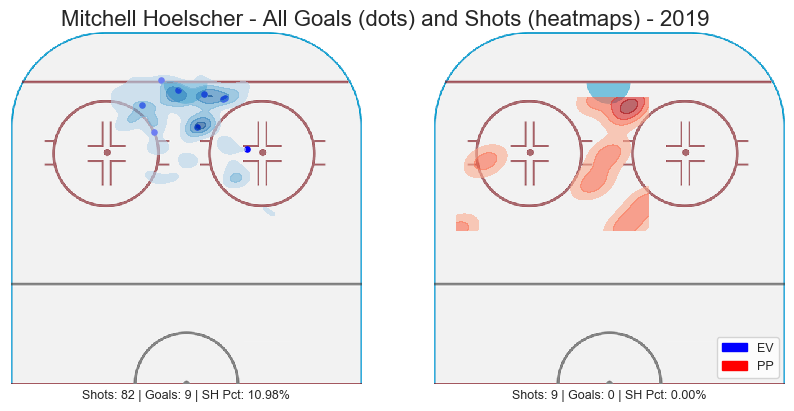 Mitchell Hoelscher - All Goals (dots) and Shots (heatmaps) - 2019
EV
PP
Shots: 82 | Goals: 9 | SH Pct: 10.98%
Shots: 9 | Goals: 0 | SH Pct: 0.00%